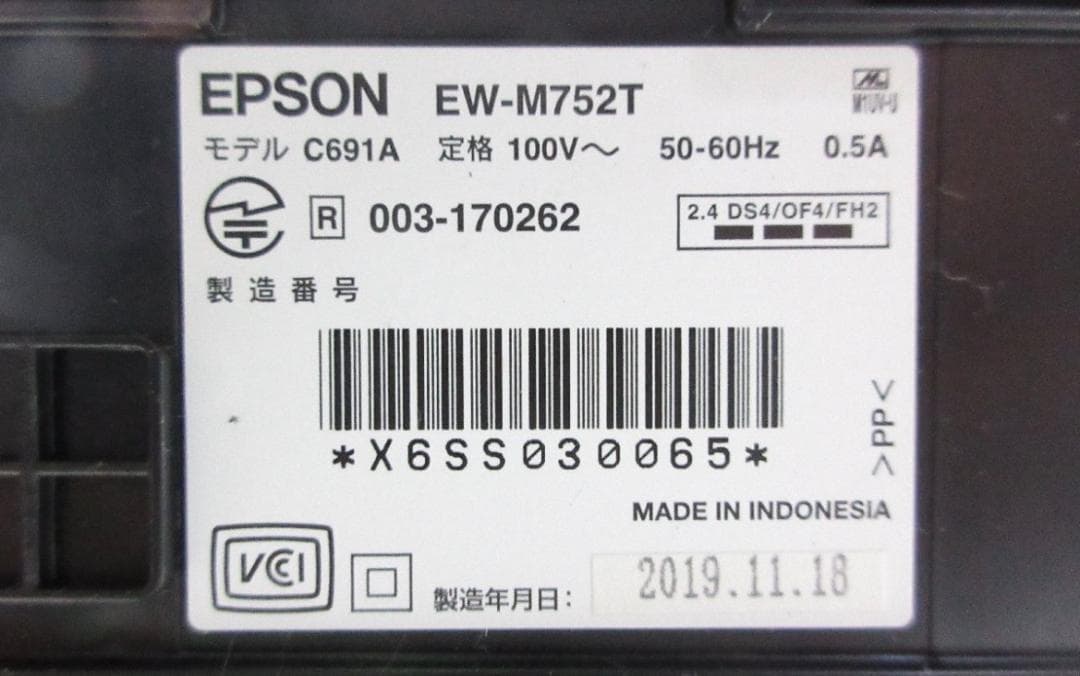 EPSON EW-M752T
M1UV-U
モデル C691A 定格 100V～ 50-60Hz 0.5A
R 003-170262
2.4 DS4/OF4/FH2
製造番号
*X6SS030065*
>PP<
MADE IN INDONESIA
VCCI
製造年月日: 2019.11.18